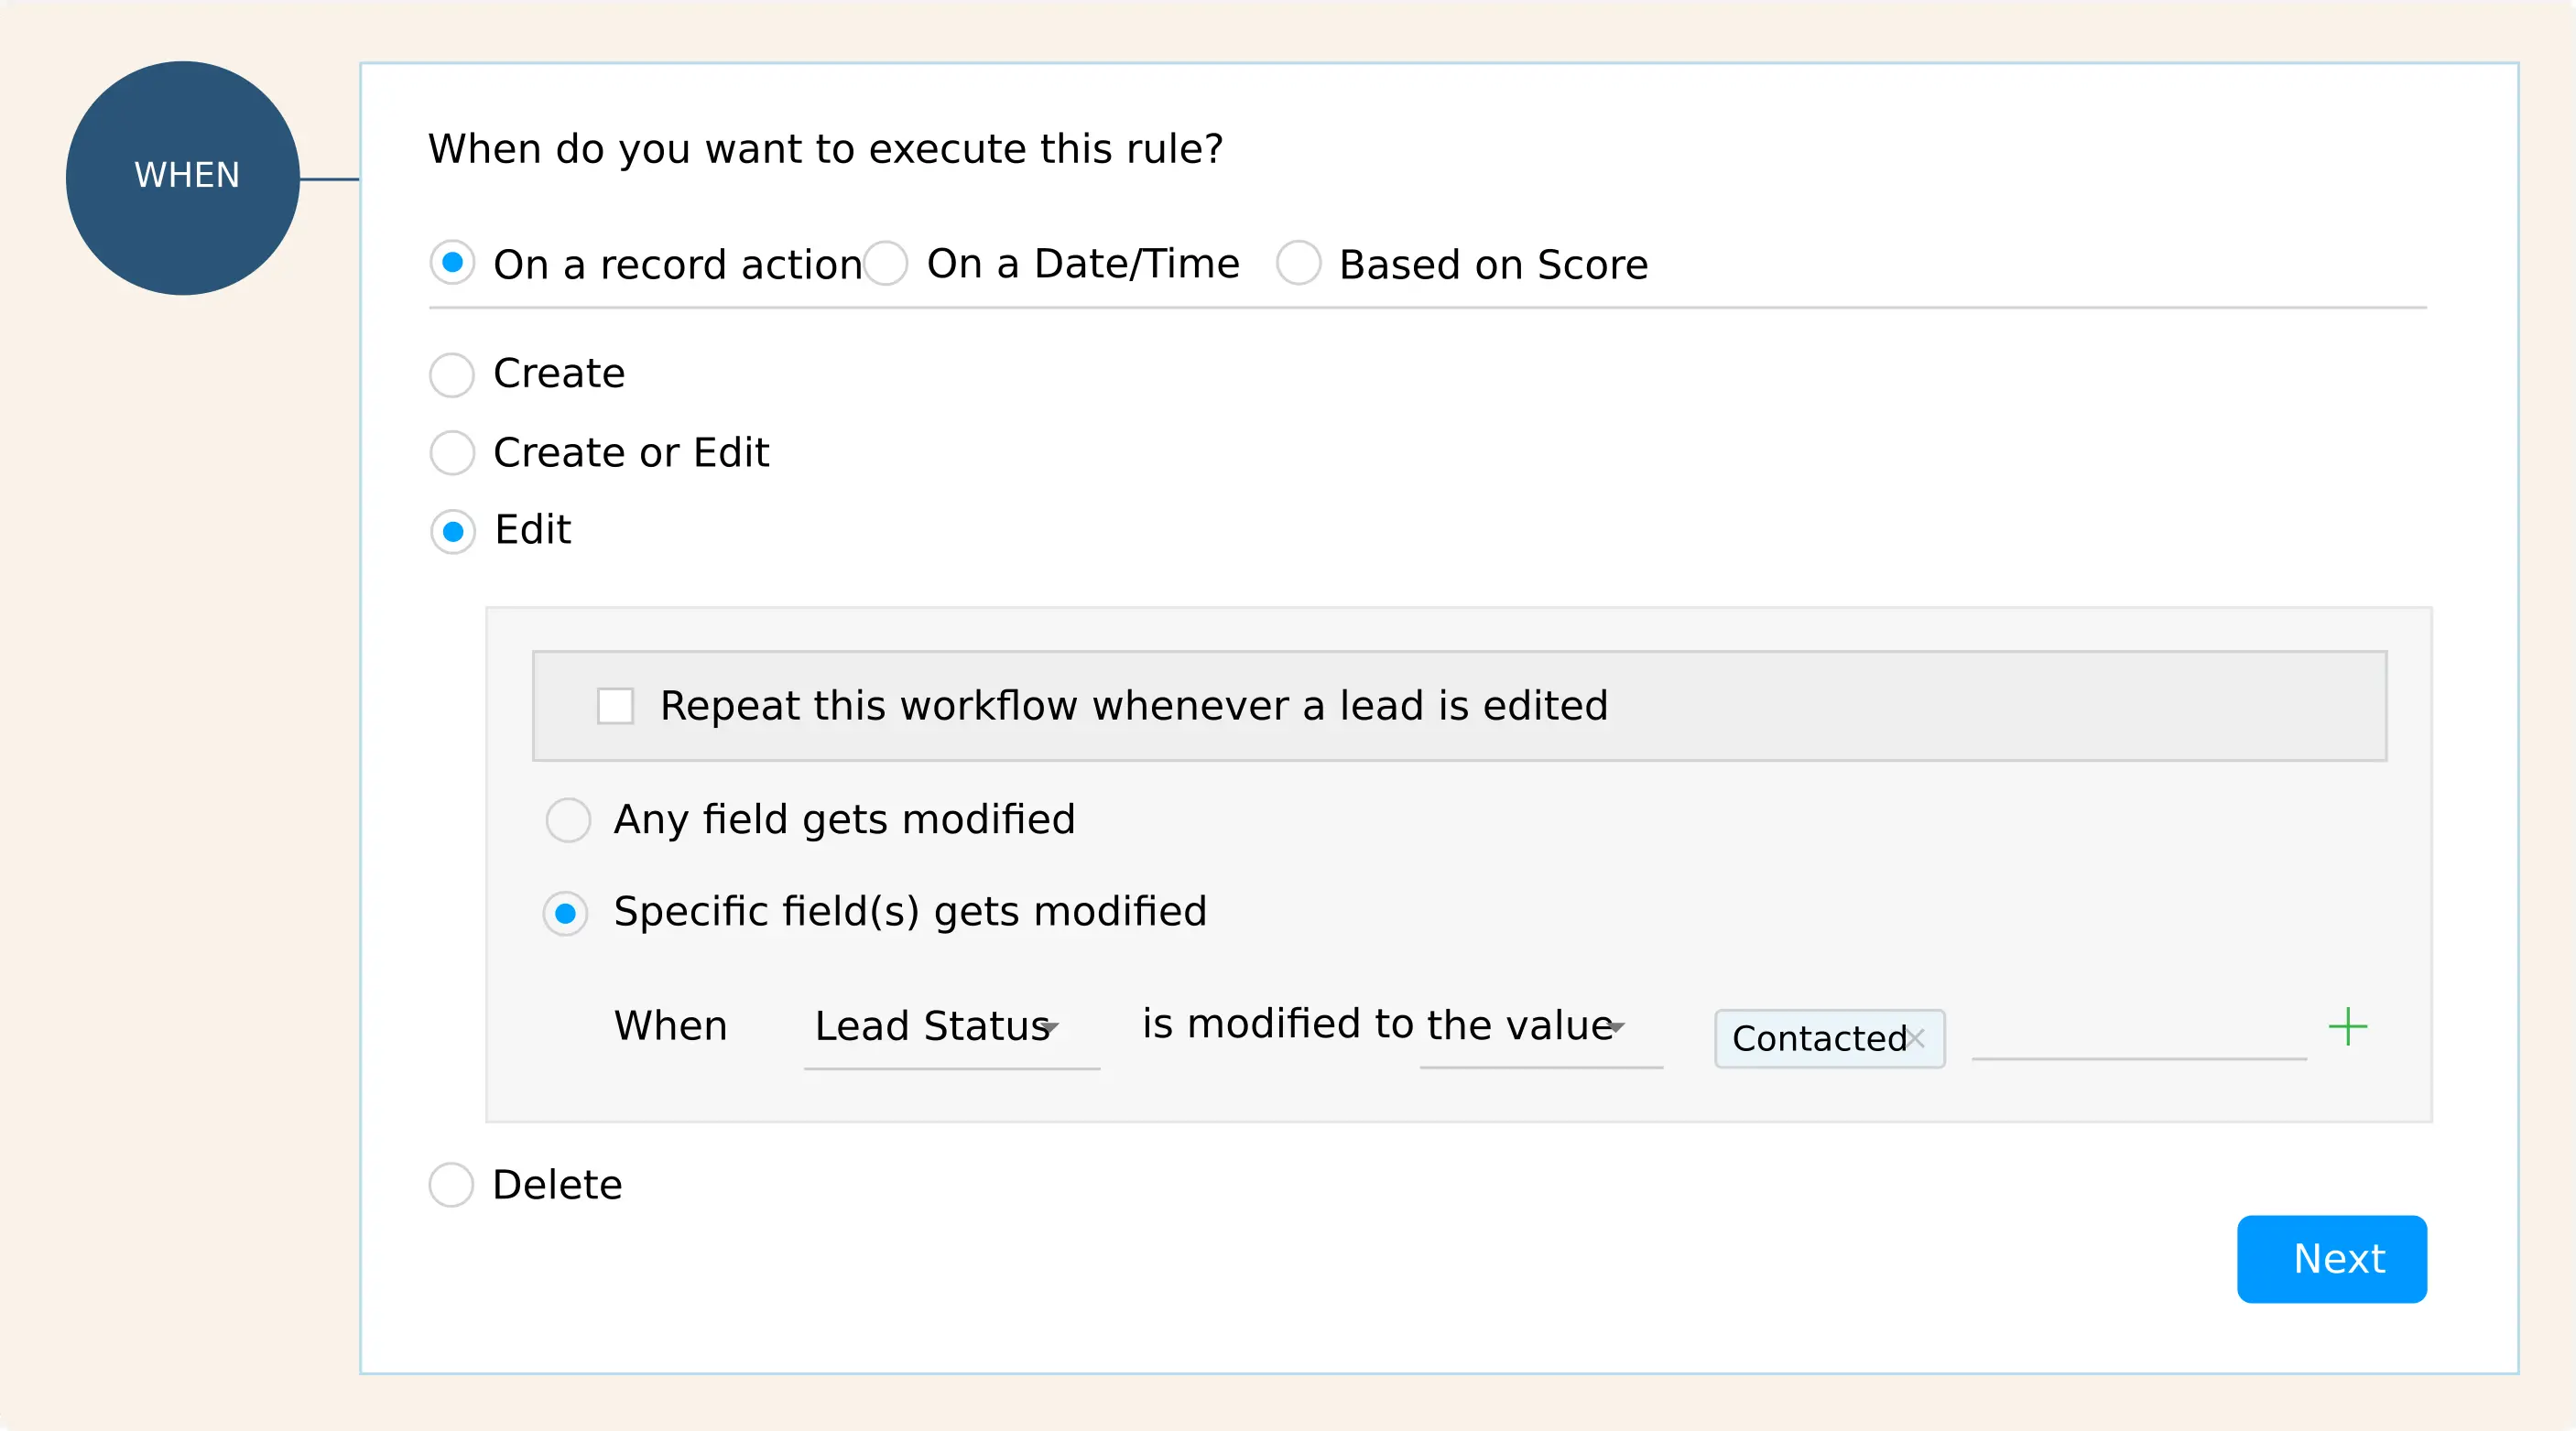 WHEN
When do you want to execute this rule?
On a record action On a Date/Time Based on Score
Create
Create or Edit
Edit
Repeat this workflow whenever a lead is edited
Any field gets modified
Specific field(s) gets modified
When Lead Status is modified to the value Contacted
Delete
Next